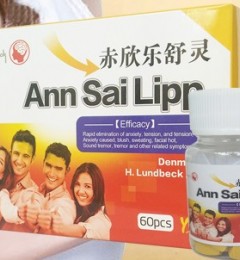 赤欣乐舒灵
Ann Sai Lipp
【Efficacy】
Rapid elimination of anxiety, tension, and tension
Anxiety caused, blush, sweating, facial hot,
Sound tremor, tremor and other related symptoms
Denm
H. Lundbeck
60pcs
Ann Sai